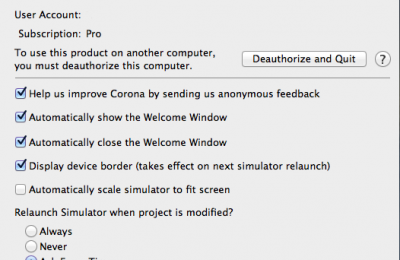 User Account:
Subscription: Pro
To use this product on another computer,
you must deauthorize this computer.
Deauthorize and Quit
?
Help us improve Corona by sending us anonymous feedback
Automatically show the Welcome Window
Automatically close the Welcome Window
Display device border (takes effect on next simulator relaunch)
Automatically scale simulator to fit screen
Relaunch Simulator when project is modified?
Always
Never